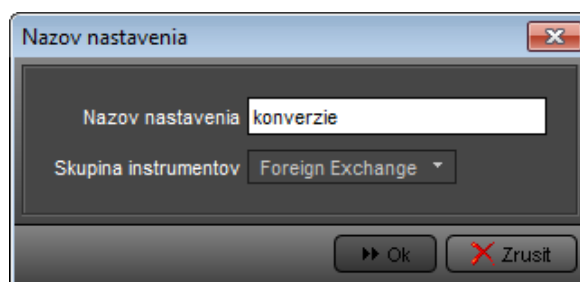 Nazov nastavenia
Nazov nastavenia konverzie
Skupina instrumentov Foreign Exchange
Ok Zrusit